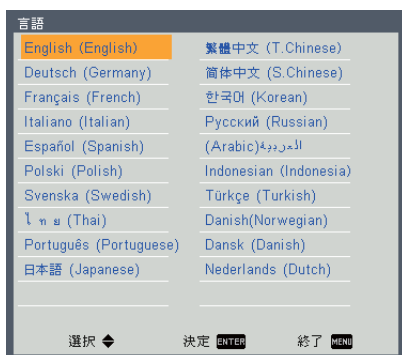 言語
English (English)
Deutsch (Germany)
Français (French)
Italiano (Italian)
Español (Spanish)
Polski (Polish)
Svenska (Swedish)
ไทย (Thai)
Português (Portuguese)
日本語 (Japanese)
繁體中文 (T.Chinese)
简体中文 (S.Chinese)
한국어 (Korean)
Русский (Russian)
(Arabic)العربية
Indonesian (Indonesia)
Türkçe (Turkish)
Danish(Norwegian)
Dansk (Danish)
Nederlands (Dutch)
選択 ◆ 決定 ENTER 終了 MENU